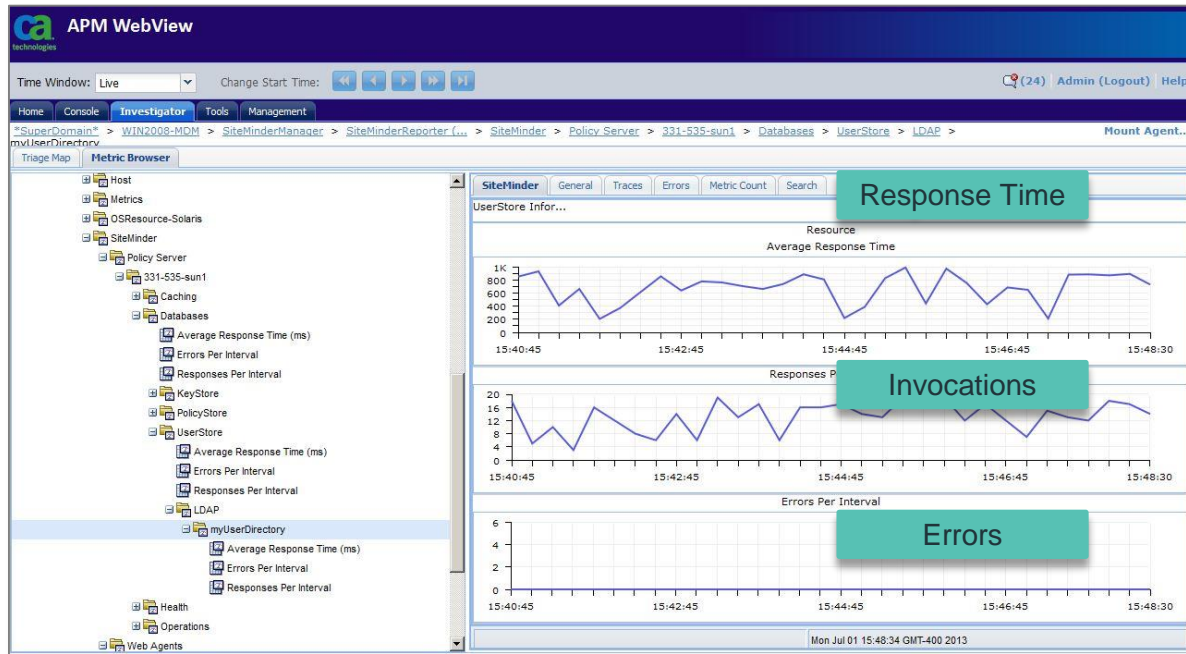 ca
technologies
APM WebView
Time Window: Live
Change Start Time:
(24) Admin (Logout) Help
Home Console Investigator Tools Management
*SuperDomain* > WIN2008-MDM > SiteMinderManager > SiteMinderReporter (... > SiteMinder > Policy Server > 331-535-sun1 > Databases > UserStore > LDAP >
Mount Agent...
myUserDirectory
Triage Map Metric Browser
Host
Metrics
OSResource-Solaris
SiteMinder
Policy Server
331-535-sun1
Caching
Databases
Average Response Time (ms)
Errors Per Interval
Responses Per Interval
KeyStore
PolicyStore
UserStore
Average Response Time (ms)
Errors Per Interval
Responses Per Interval
LDAP
myUserDirectory
Average Response Time (ms)
Errors Per Interval
Responses Per Interval
Health
Operations
Web Agents
SiteMinder General Traces Errors Metric Count Search
Response Time
UserStore Infor...
Resource
Average Response Time
1K
800
600
400
200
0
15:40:45 15:42:45 15:44:45 15:46:45 15:48:30
Responses P
Invocations
20
16
12
8
4
0
15:40:45 15:42:45 15:44:45 15:46:45 15:48:30
Errors Per Interval
Errors
6
4
2
0
15:40:45 15:42:45 15:44:45 15:46:45 15:48:30
Mon Jul 01 15:48:34 GMT-400 2013